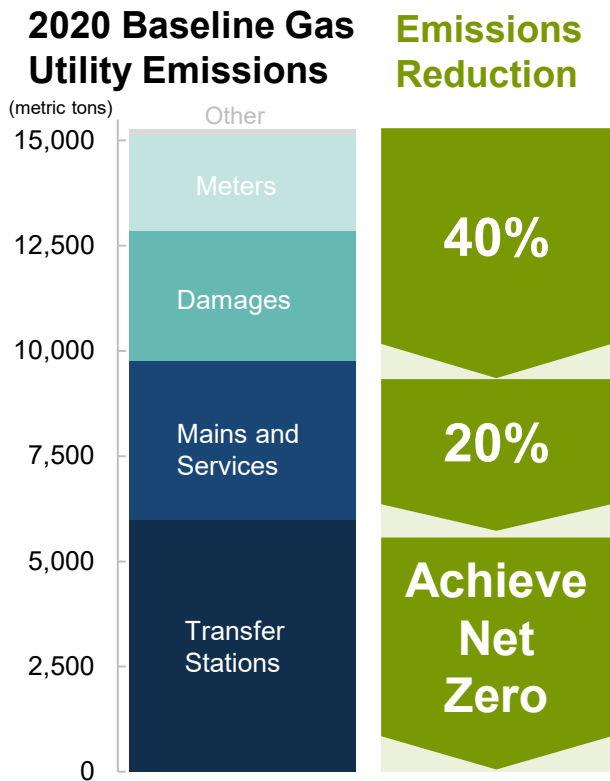 2020 Baseline Gas
Utility Emissions
(metric tons)
Emissions
Reduction
Other
15,000
Meters
12,500
Damages
10,000
Mains and
Services
7,500
5,000
Transfer
Stations
2,500
0
40%
20%
Achieve
Net
Zero